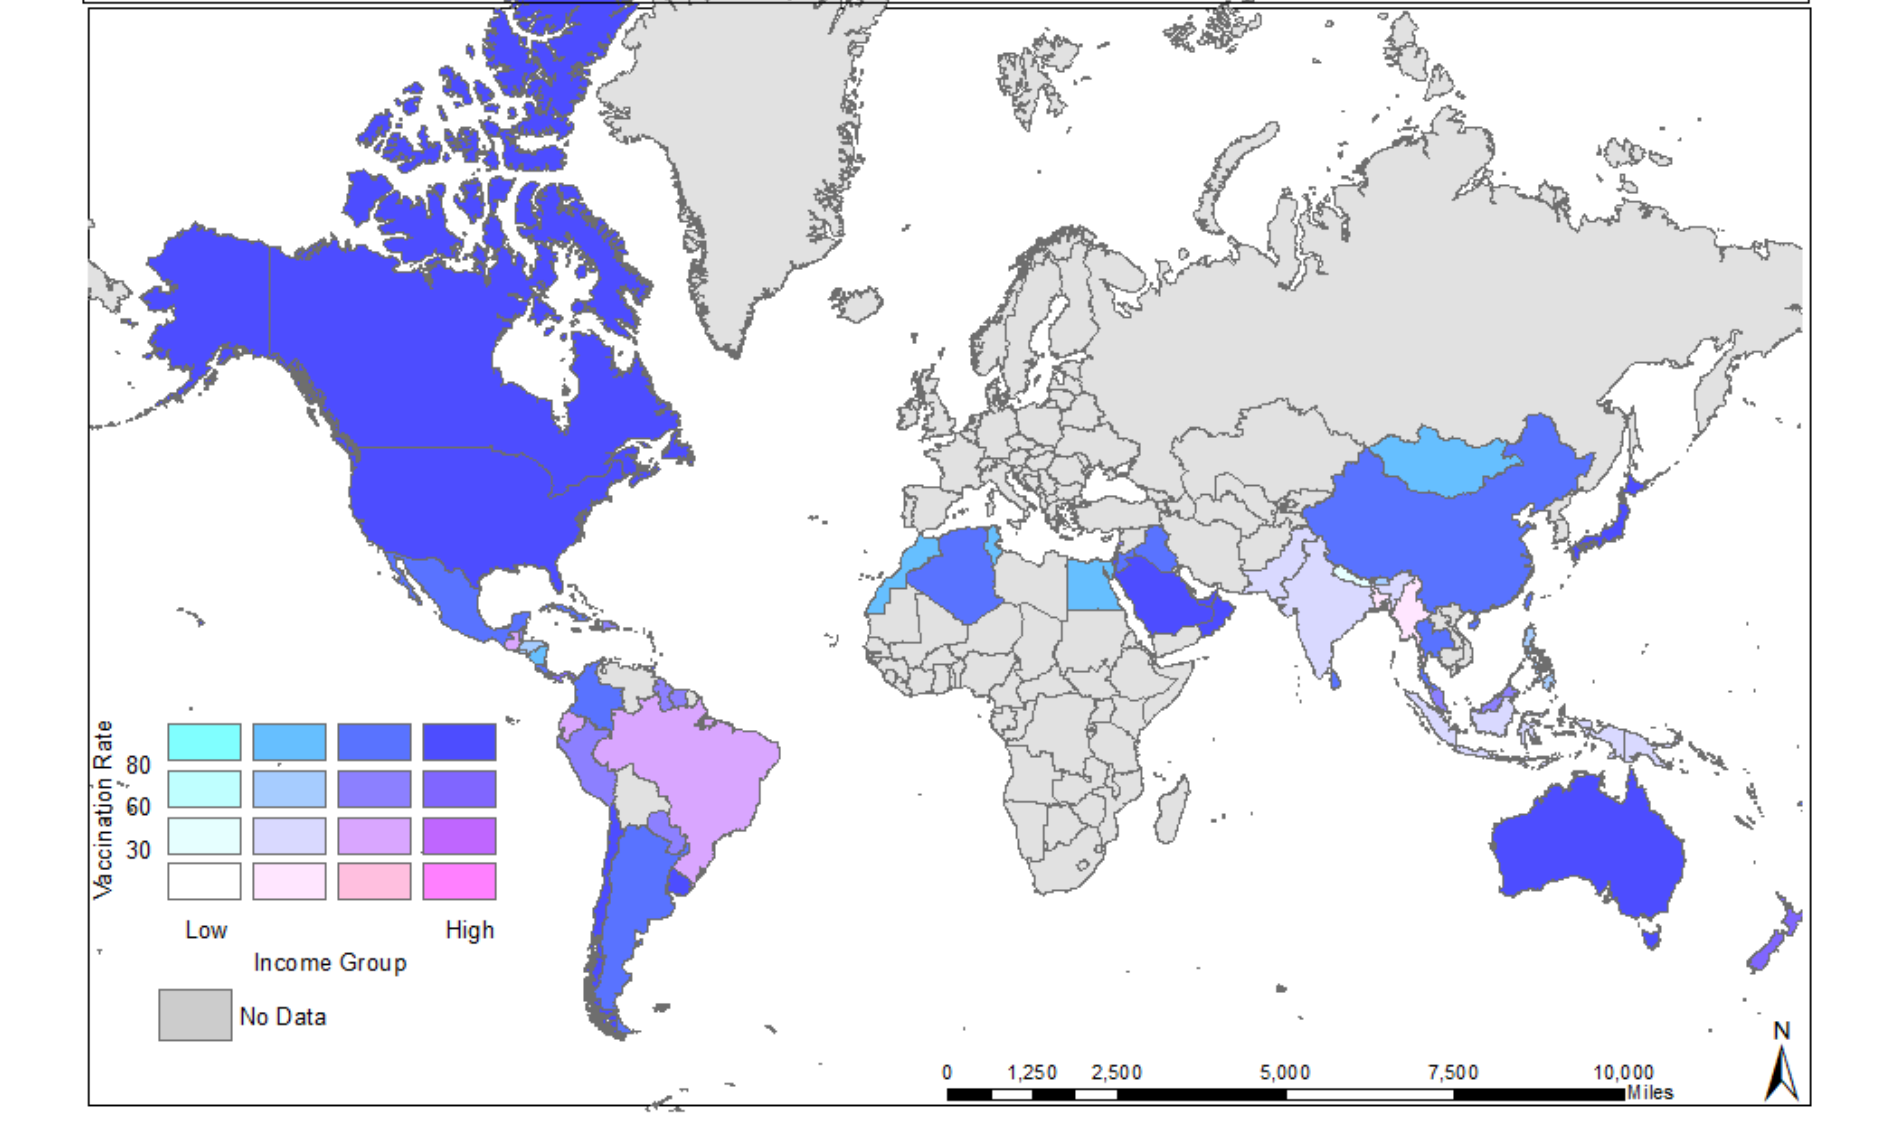 Vaccination Rate
80
60
30
Low
High
Income Group
No Data
N
0 1,250 2,500 5,000 7,500 10,000
Miles